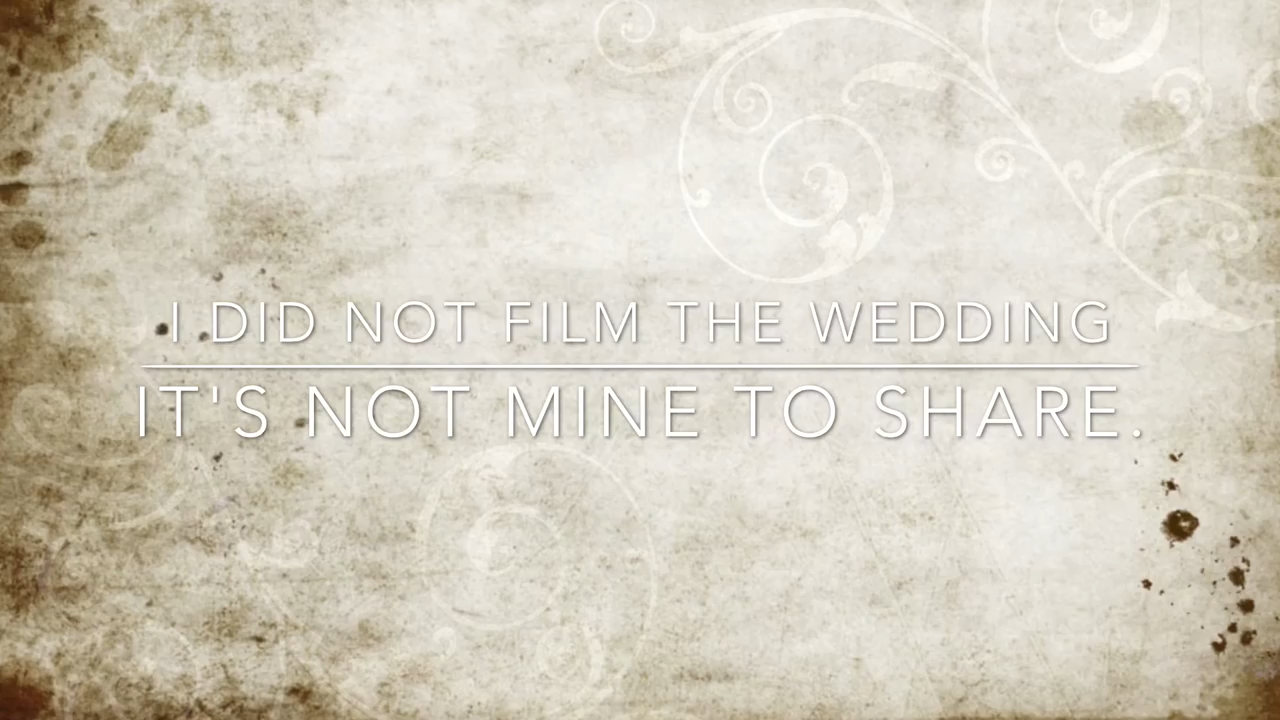 I DID NOT FILM THE WEDDING
IT'S NOT MINE TO SHARE.